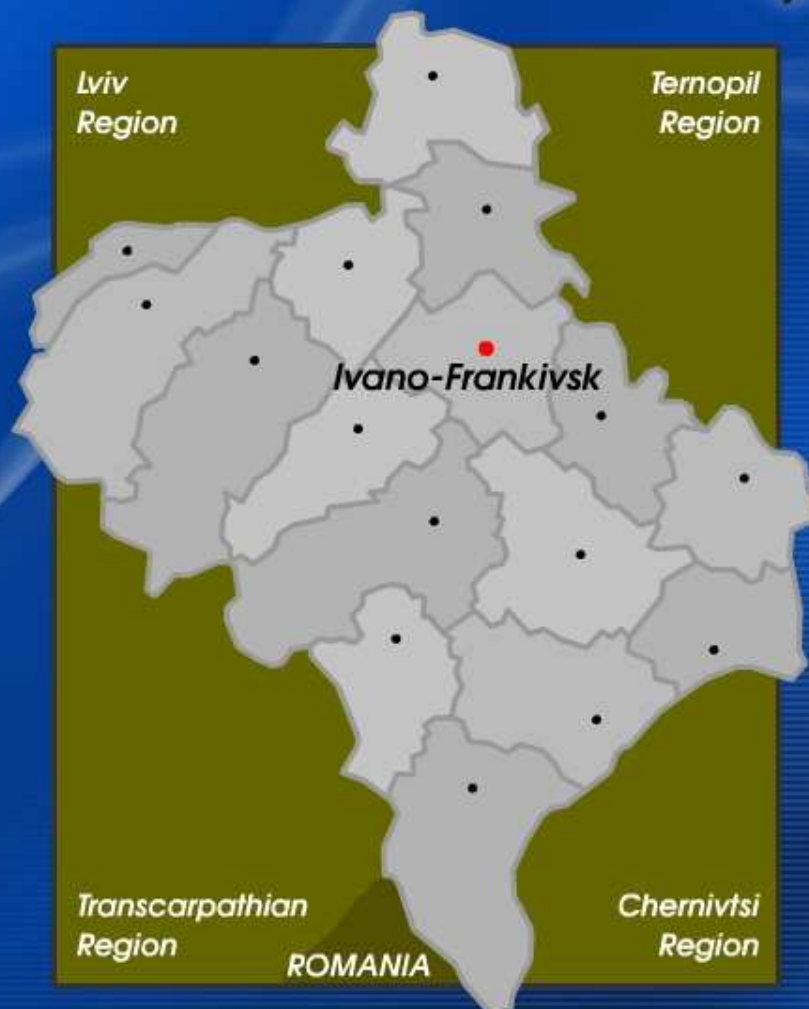 Lviv
Region
Ternopil
Region
Ivano-Frankivsk
Transcarpathian
Region
Chernivtsi
Region
ROMANIA